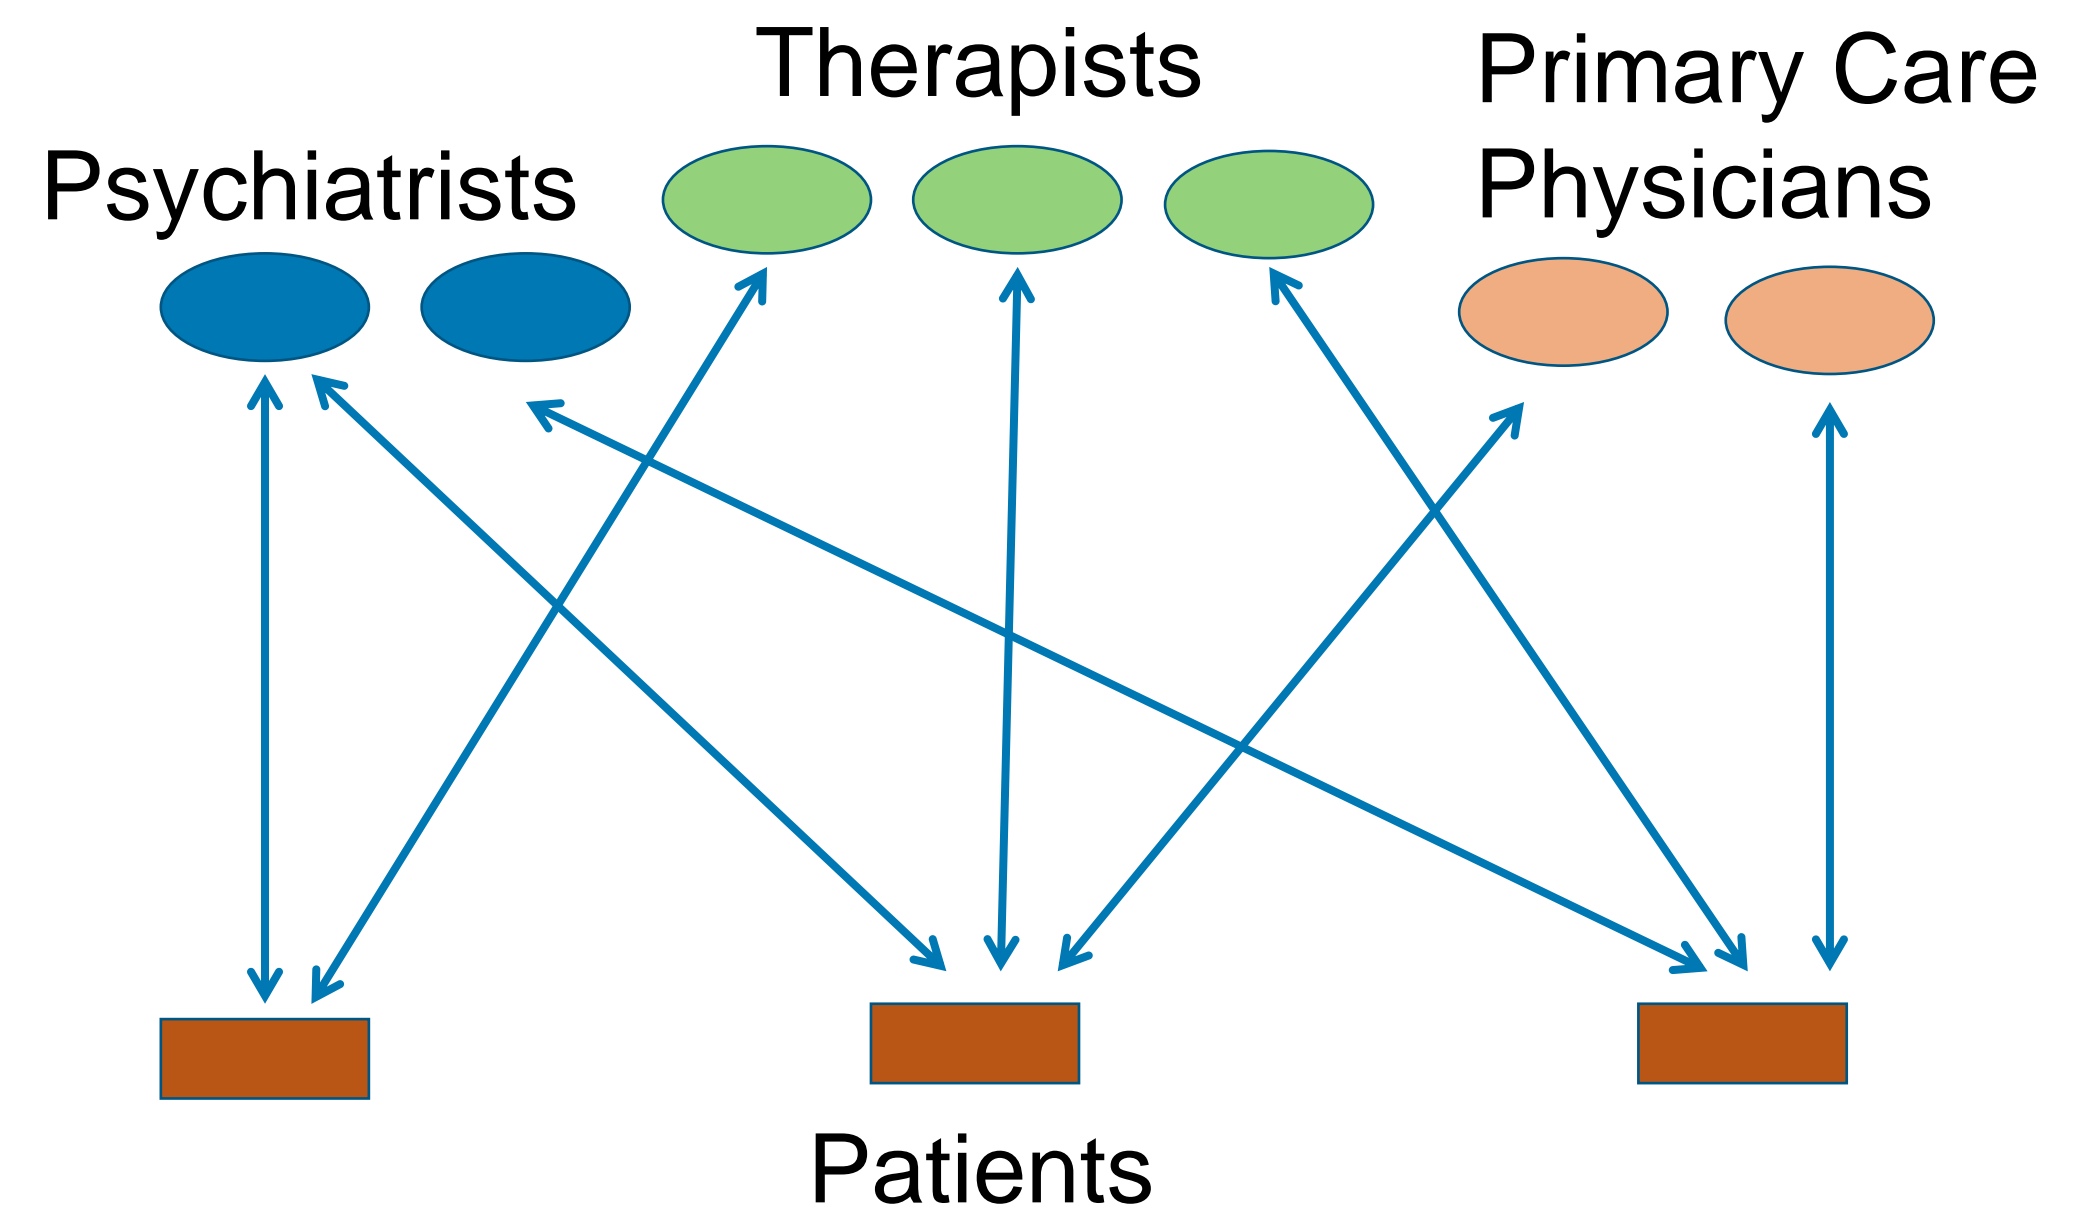 Therapists
Primary Care
Physicians
Psychiatrists
Patients